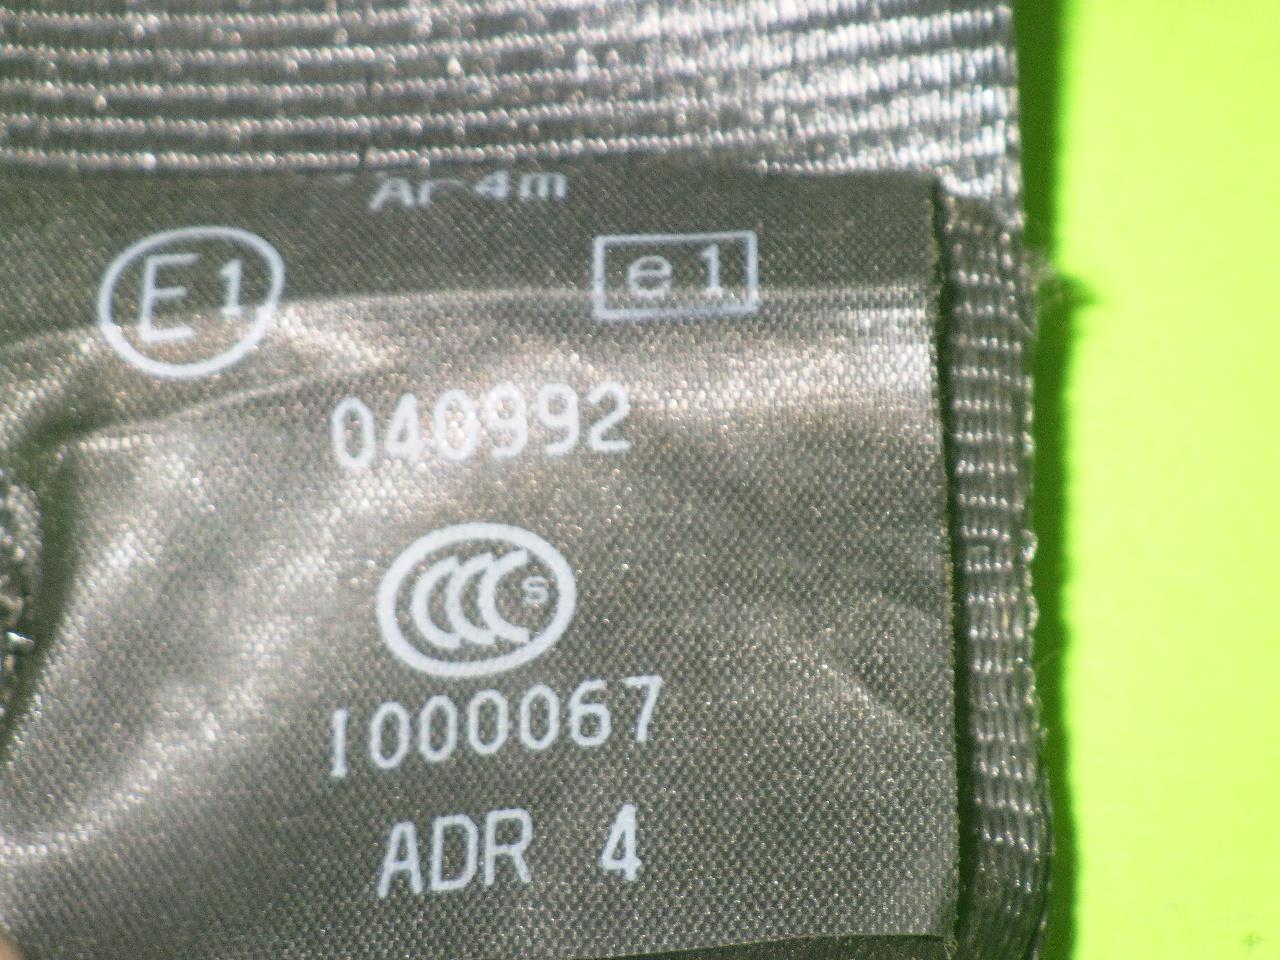 Ar4m
E1 e1
040992
CCC S
I000067
ADR 4